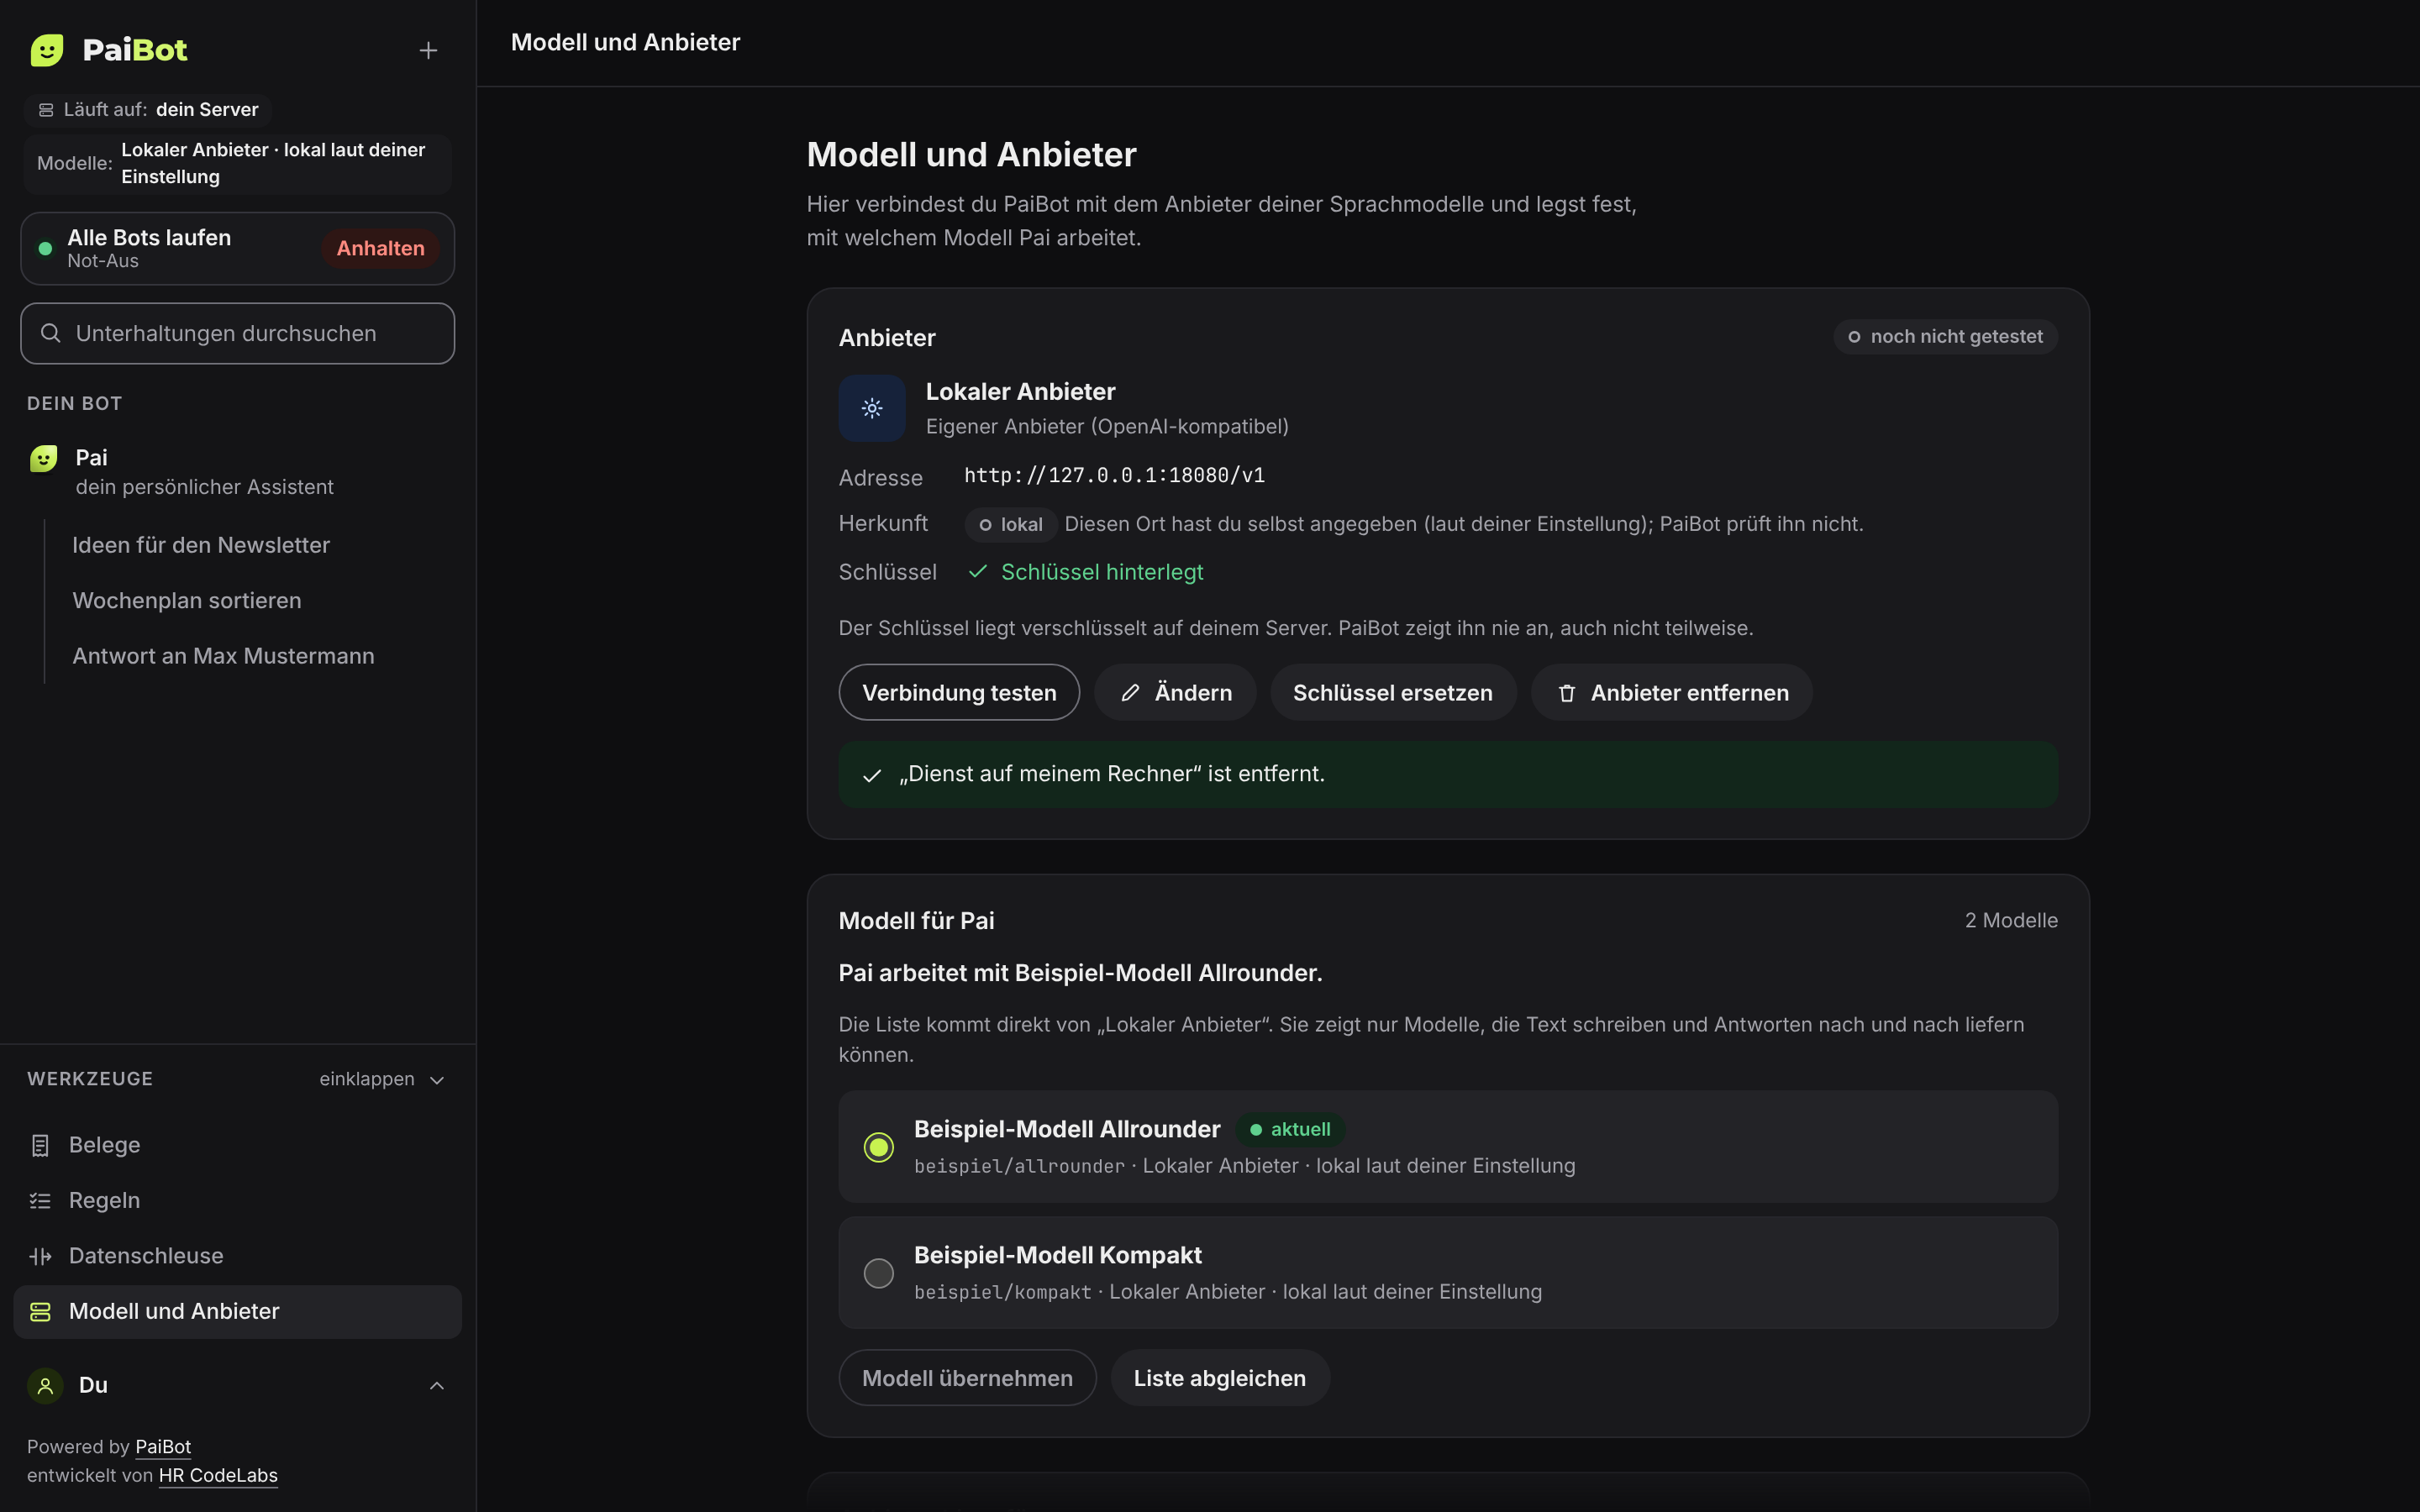 PaiBot
Läuft auf: dein Server
Modelle: Lokaler Anbieter · lokal laut deiner
Einstellung
Alle Bots laufen
Not-Aus
Anhalten
Unterhaltungen durchsuchen
DEIN BOT
Pai
dein persönlicher Assistent
Ideen für den Newsletter
Wochenplan sortieren
Antwort an Max Mustermann
WERKZEUGE
einklappen
Belege
Regeln
Datenschleuse
Modell und Anbieter
Du
Powered by PaiBot
entwickelt von HR CodeLabs
Modell und Anbieter
Modell und Anbieter
Hier verbindest du PaiBot mit dem Anbieter deiner Sprachmodelle und legst fest,
mit welchem Modell Pai arbeitet.
Anbieter
noch nicht getestet
Lokaler Anbieter
Eigener Anbieter (OpenAI-kompatibel)
Adresse http://127.0.0.1:18080/v1
Herkunft lokal Diesen Ort hast du selbst angegeben (laut deiner Einstellung); PaiBot prüft ihn nicht.
Schlüssel Schlüssel hinterlegt
Der Schlüssel liegt verschlüsselt auf deinem Server. PaiBot zeigt ihn nie an, auch nicht teilweise.
Verbindung testen Ändern Schlüssel ersetzen Anbieter entfernen
„Dienst auf meinem Rechner“ ist entfernt.
Modell für Pai
2 Modelle
Pai arbeitet mit Beispiel-Modell Allrounder.
Die Liste kommt direkt von „Lokaler Anbieter“. Sie zeigt nur Modelle, die Text schreiben und Antworten nach und nach liefern
können.
Beispiel-Modell Allrounder aktuell
beispiel/allrounder · Lokaler Anbieter · lokal laut deiner Einstellung
Beispiel-Modell Kompakt
beispiel/kompakt · Lokaler Anbieter · lokal laut deiner Einstellung
Modell übernehmen Liste abgleichen